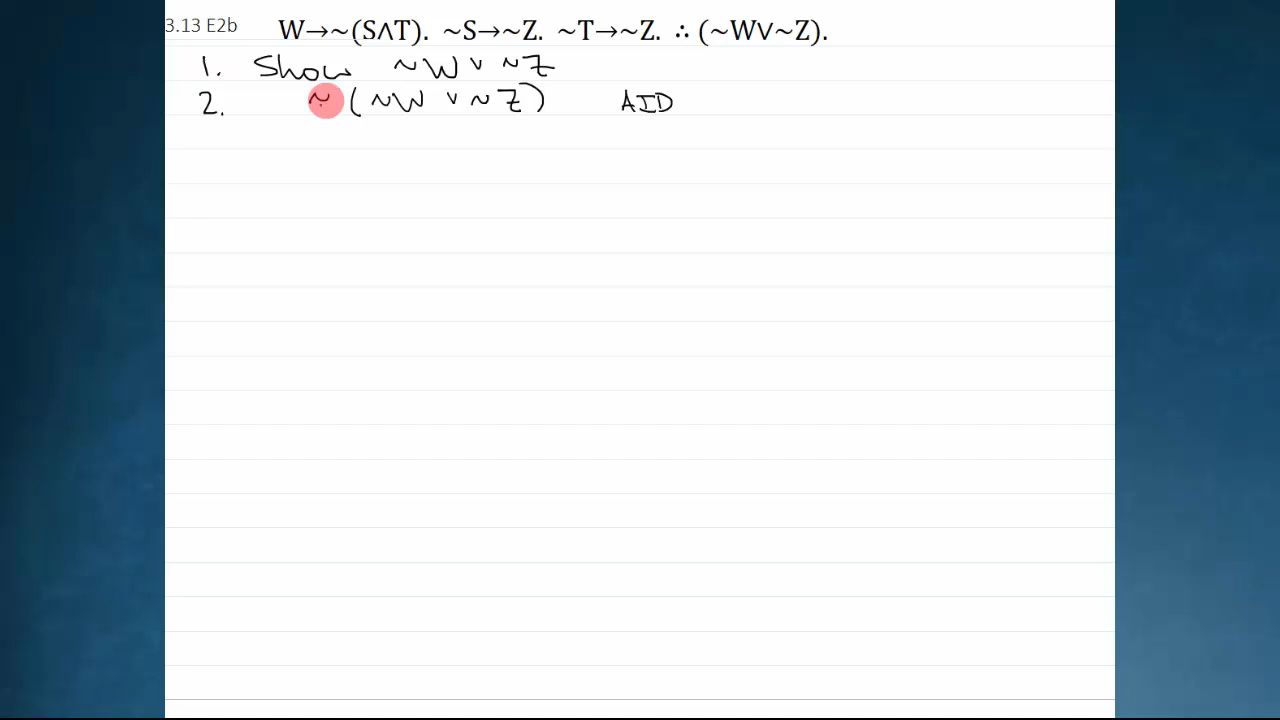 3.13 E2b W→~(S∧T). ~S→~Z. ~T→~Z. ∴ (~W∨~Z).
1. Show ~W ∨ ~Z
2. ~(~W ∨ ~Z) AID